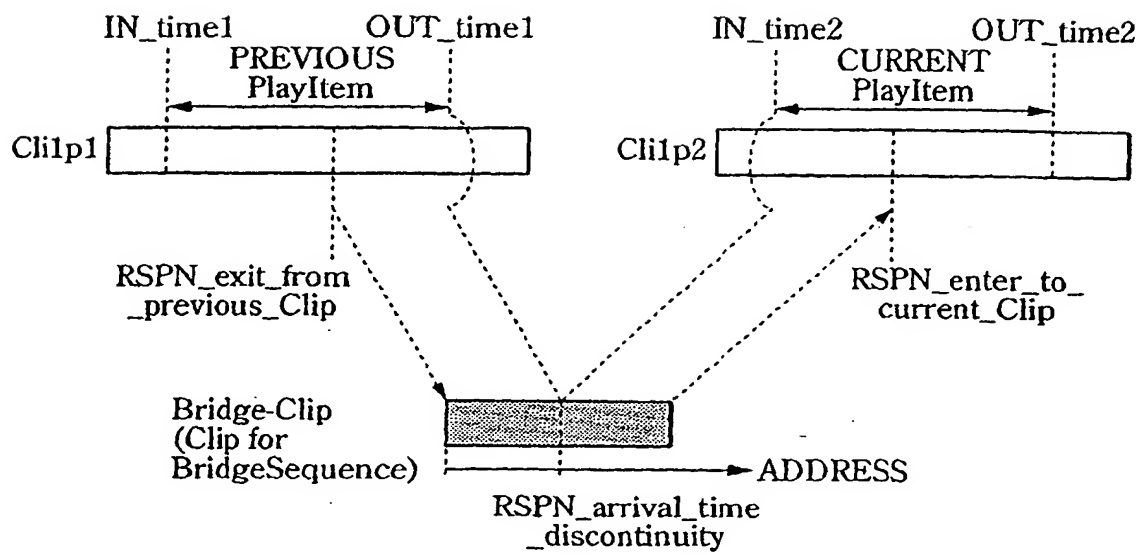 IN_time1
OUT_time1
IN_time2
OUT_time2
PREVIOUS
PlayItem
CURRENT
PlayItem
Cli1p1
Cli1p2
RSPN_exit_from
_previous_Clip
RSPN_enter_to_
current_Clip
Bridge-Clip
(Clip for
BridgeSequence)
ADDRESS
RSPN_arrival_time
_discontinuity